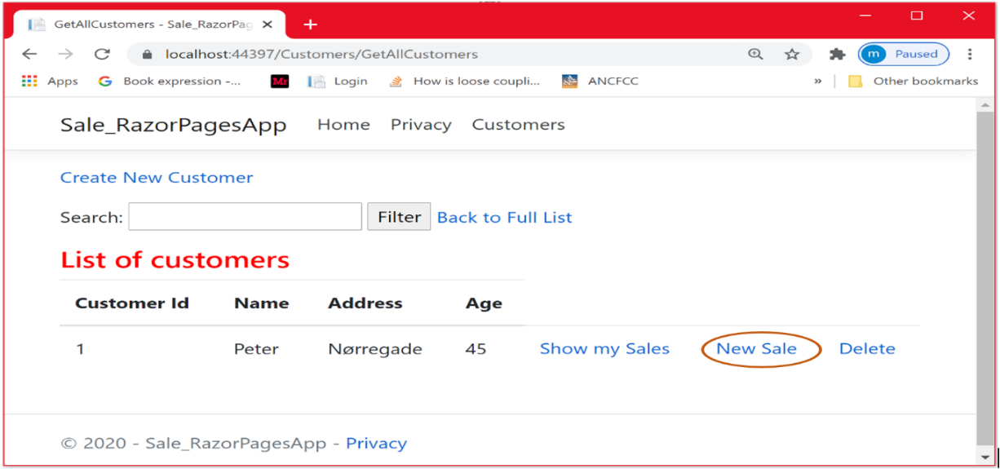 GetAllCustomers - Sale_RazorPag
localhost:44397/Customers/GetAllCustomers
m Paused
Apps G Book expression -... Mr Login How is loose coupli... ANCFCC » Other bookmarks
Sale_RazorPagesApp Home Privacy Customers
Create New Customer
Search: Filter Back to Full List
List of customers
Customer Id Name Address Age
1 Peter Nørregade 45 Show my Sales New Sale Delete
© 2020 - Sale_RazorPagesApp - Privacy